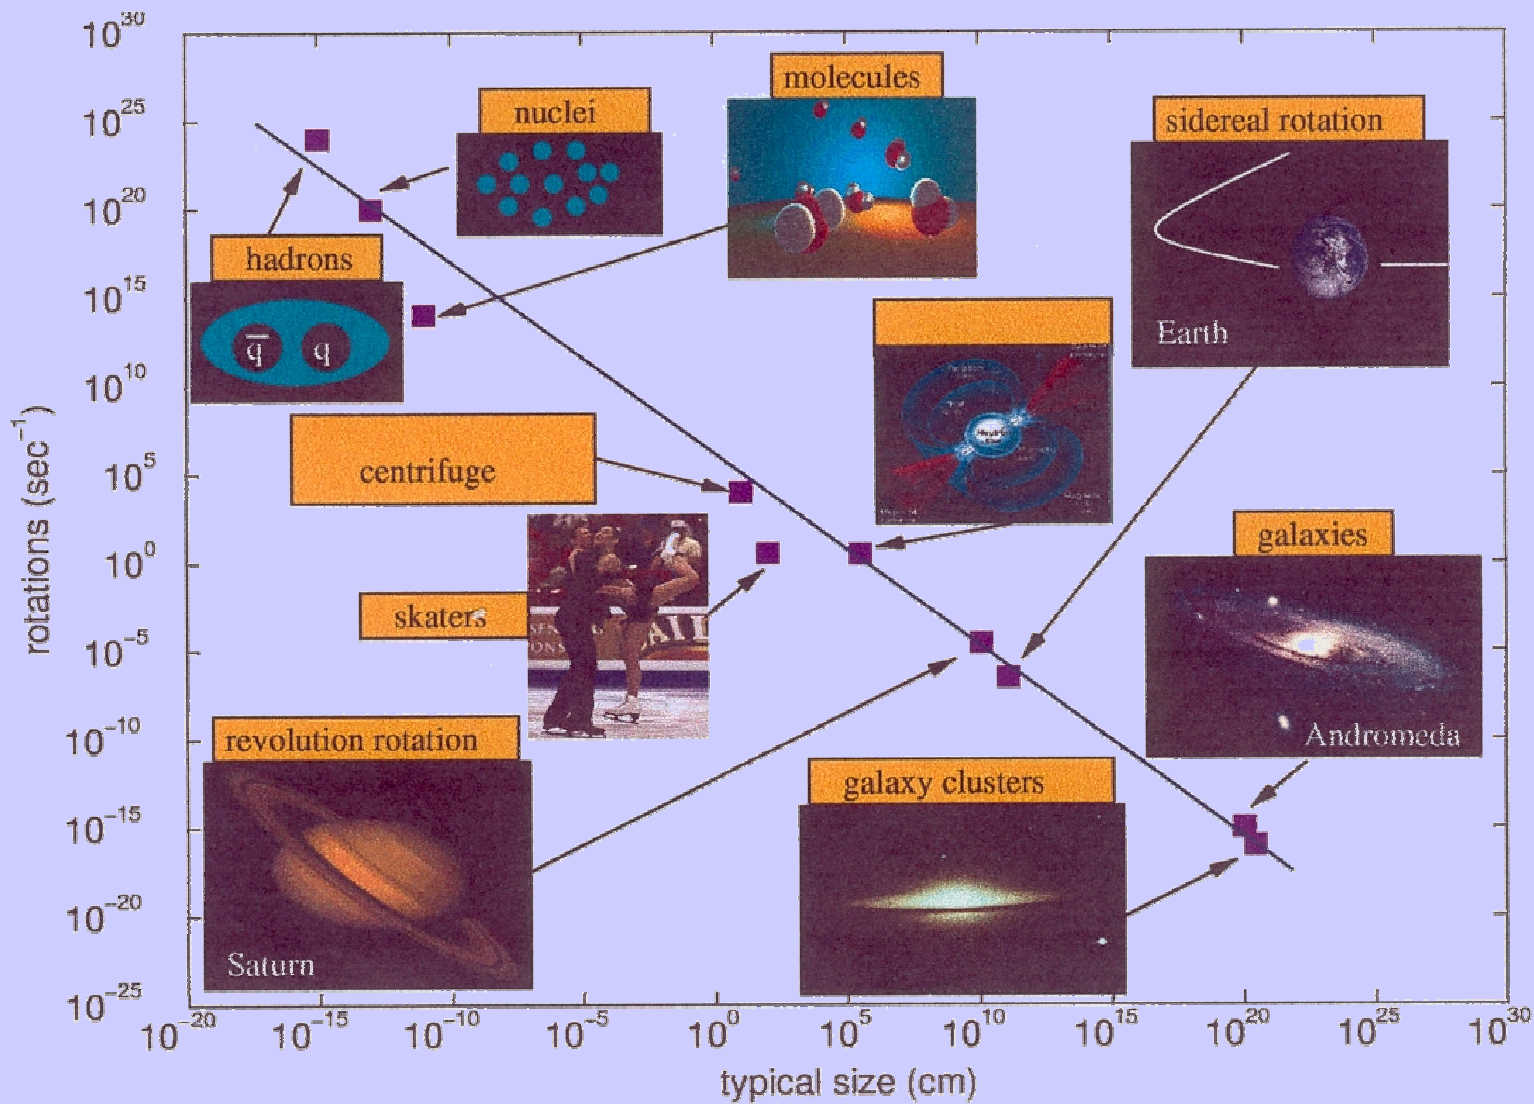 10³⁰
10²⁵
10²⁰
10¹⁵
10¹⁰
10⁵
10⁰
10⁻⁵
10⁻¹⁰
10⁻¹⁵
10⁻²⁰
10⁻²⁵
rotations (sec⁻¹)
nuclei
molecules
sidereal rotation
Earth
hadrons
q̄ q
centrifuge
skaters
galaxies
Andromeda
revolution rotation
Saturn
galaxy clusters
10⁻²⁰ 10⁻¹⁵ 10⁻¹⁰ 10⁻⁵ 10⁰ 10⁵ 10¹⁰ 10¹⁵ 10²⁰ 10²⁵ 10³⁰
typical size (cm)